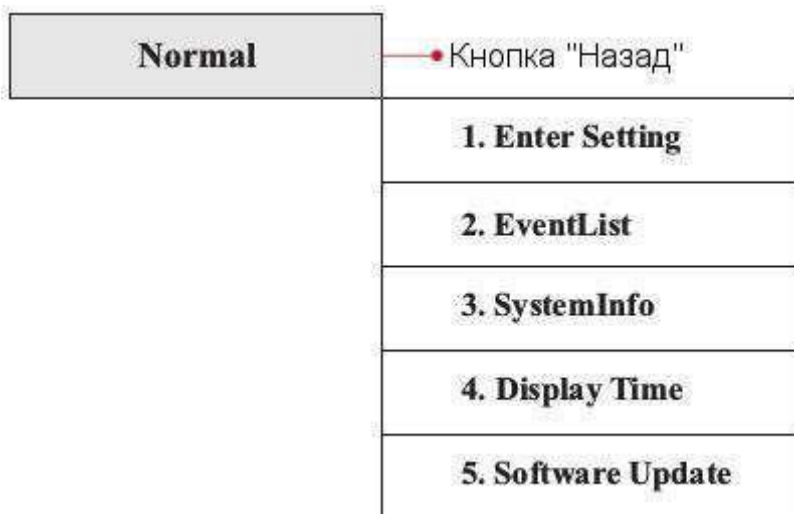 Normal
Кнопка "Назад"
1. Enter Setting
2. EventList
3. SystemInfo
4. Display Time
5. Software Update